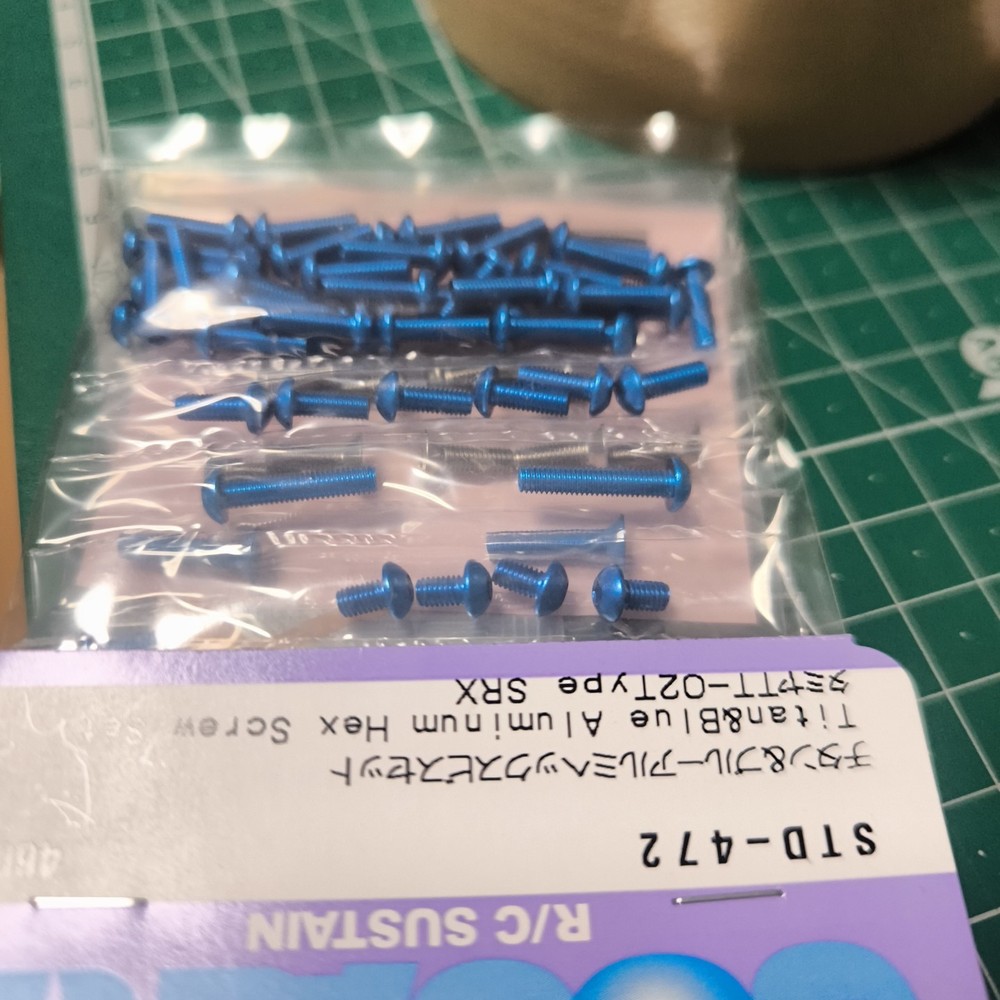 R/C SUSTAIN
STD-472
チタン&ブルーアルミヘックスビスセット
Titan&Blue Aluminum Hex Screw Set
タミヤTT-02Type SRX